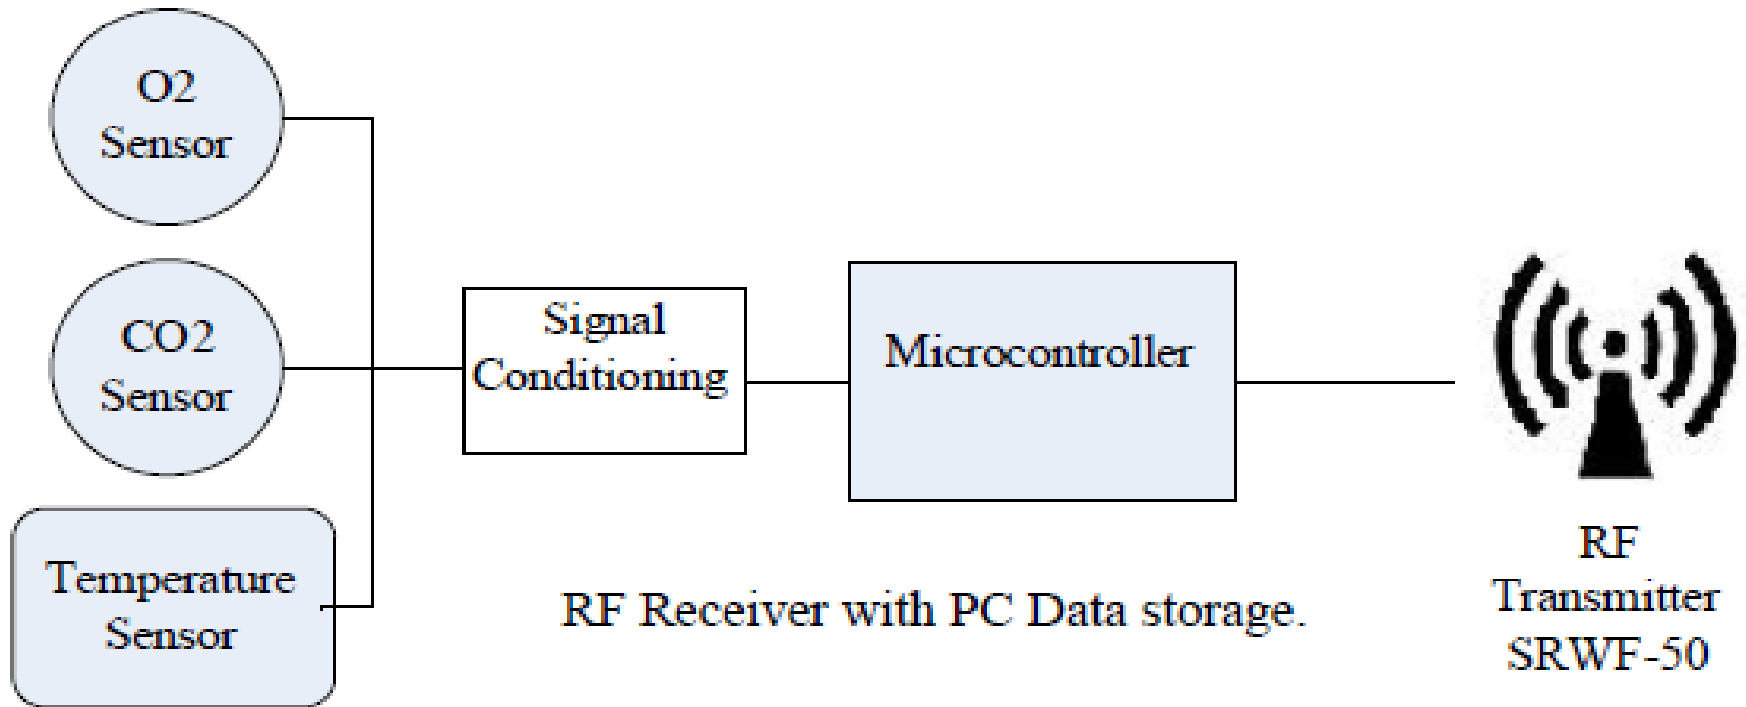 O2
Sensor
CO2
Sensor
Temperature
Sensor
Signal
Conditioning
Microcontroller
RF Receiver with PC Data storage.
RF
Transmitter
SRWF-50